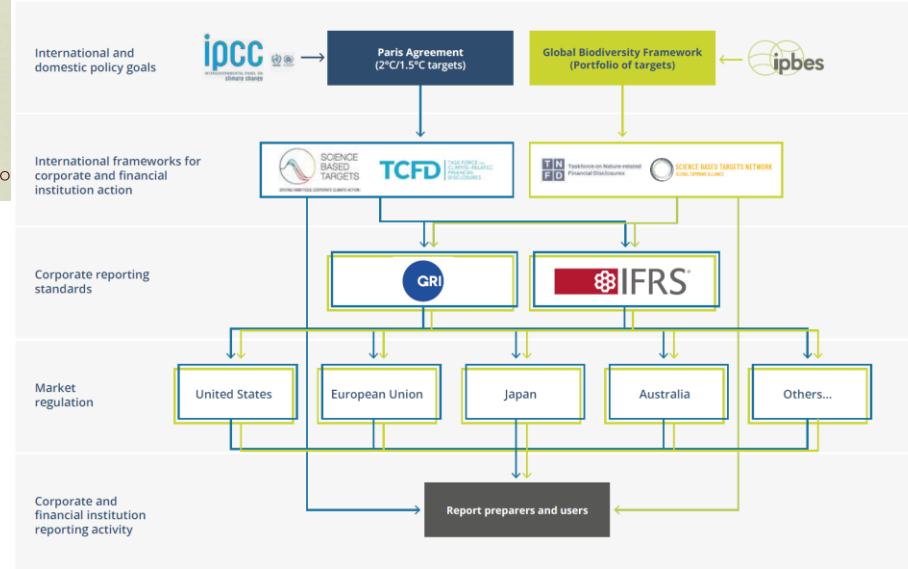 International and
domestic policy goals
ipcc
INTERGOVERNMENTAL PANEL ON
climate change
Paris Agreement
(2°C/1.5°C targets)
Global Biodiversity Framework
(Portfolio of targets)
ipbes
International frameworks for
corporate and financial
institution action
o
SCIENCE
BASED
TARGETS
DRIVING AMBITIOUS CORPORATE CLIMATE ACTION
TCFD
TASK FORCE ON
CLIMATE-RELATED
FINANCIAL
DISCLOSURES
TN
FD
Taskforce on Nature-related
Financial Disclosures
SCIENCE BASED TARGETS NETWORK
GLOBAL COMMONS ALLIANCE
Corporate reporting
standards
GRI
IFRS
Market
regulation
United States
European Union
Japan
Australia
Others...
Corporate and
financial institution
reporting activity
Report preparers and users